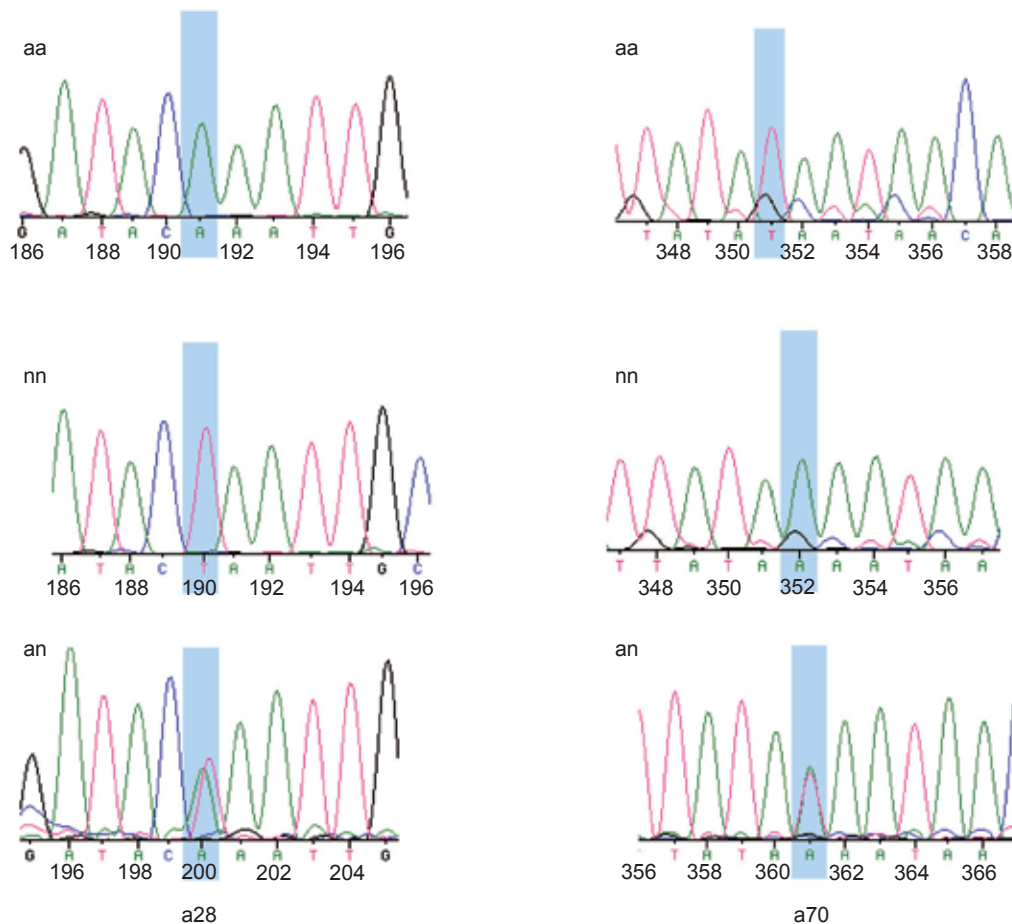 aa
G A T A C A A A T T G
186 188 190 192 194 196
aa
T A T A T A A T A A C A
348 350 352 354 356 358
nn
A T A C T A A T T G C
186 188 190 192 194 196
nn
T T A T A A A A T A A
348 350 352 354 356
an
G A T A C A A A T T G
196 198 200 202 204
a28
an
T A T A A A A T A A
356 358 360 362 364 366
a70